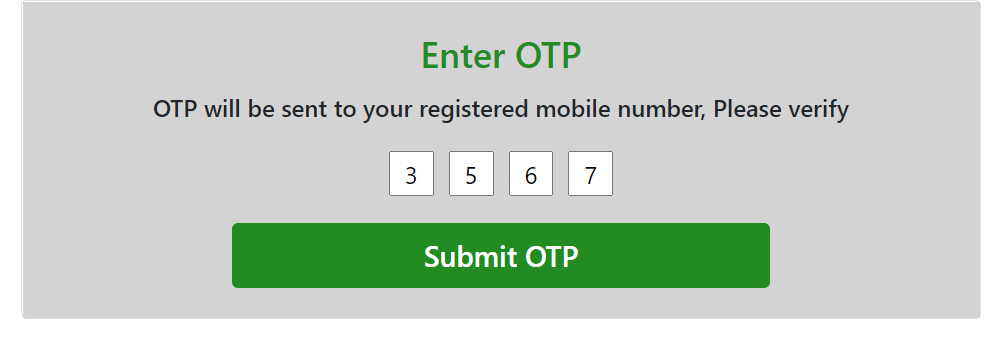 Enter OTP
OTP will be sent to your registered mobile number, Please verify
3 5 6 7
Submit OTP